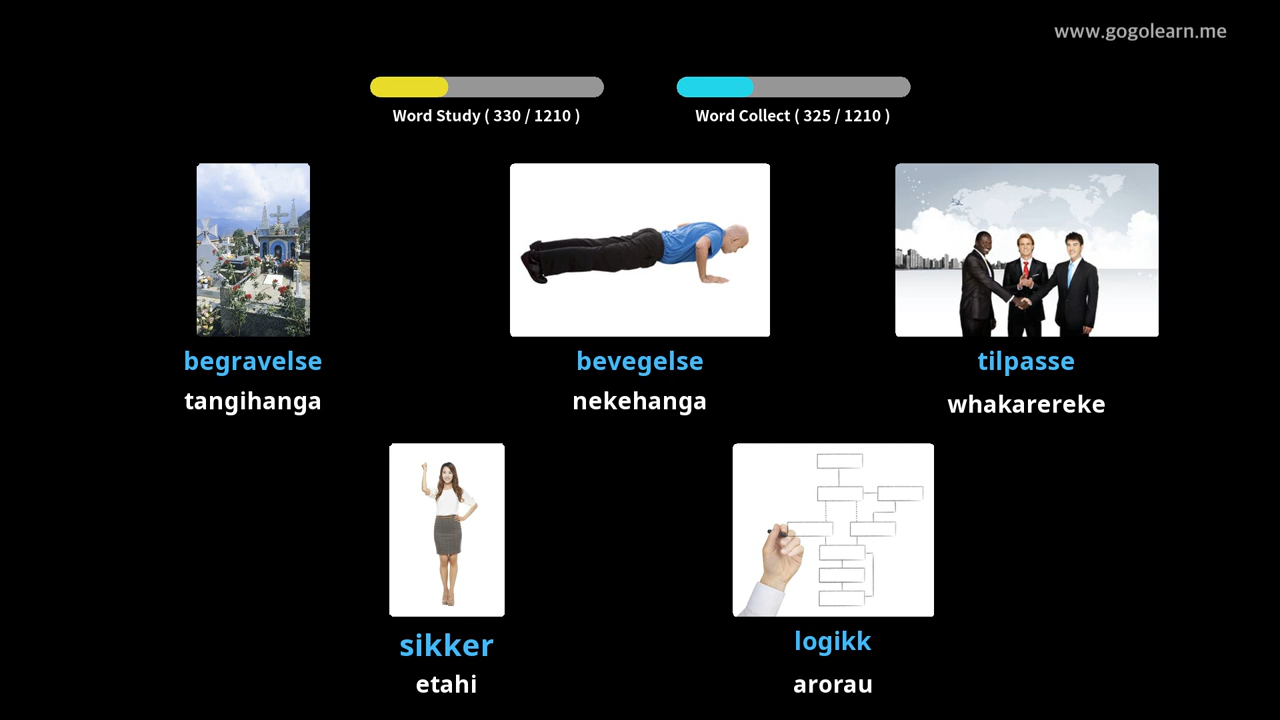 www.gogolearn.me
Word Study ( 330 / 1210 )
Word Collect ( 325 / 1210 )
begravelse
tangihanga
bevegelse
nekehanga
tilpasse
whakarereke
sikker
etahi
logikk
arorau